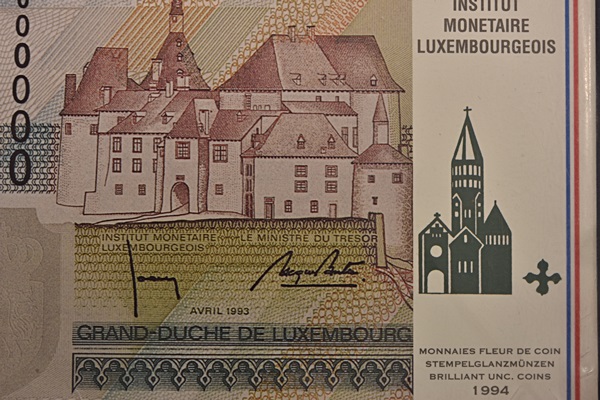 INSTITUT
MONETAIRE
LUXEMBOURGEOIS
0000
INSTITUT MONETAIRE
LUXEMBOURGEOIS
LE MINISTRE DU TRESOR
AVRIL 1993
GRAND-DUCHE DE LUXEMBOURG
MONNAIES FLEUR DE COIN
STEMPELGLANZMÜNZEN
BRILLIANT UNC. COINS
1994